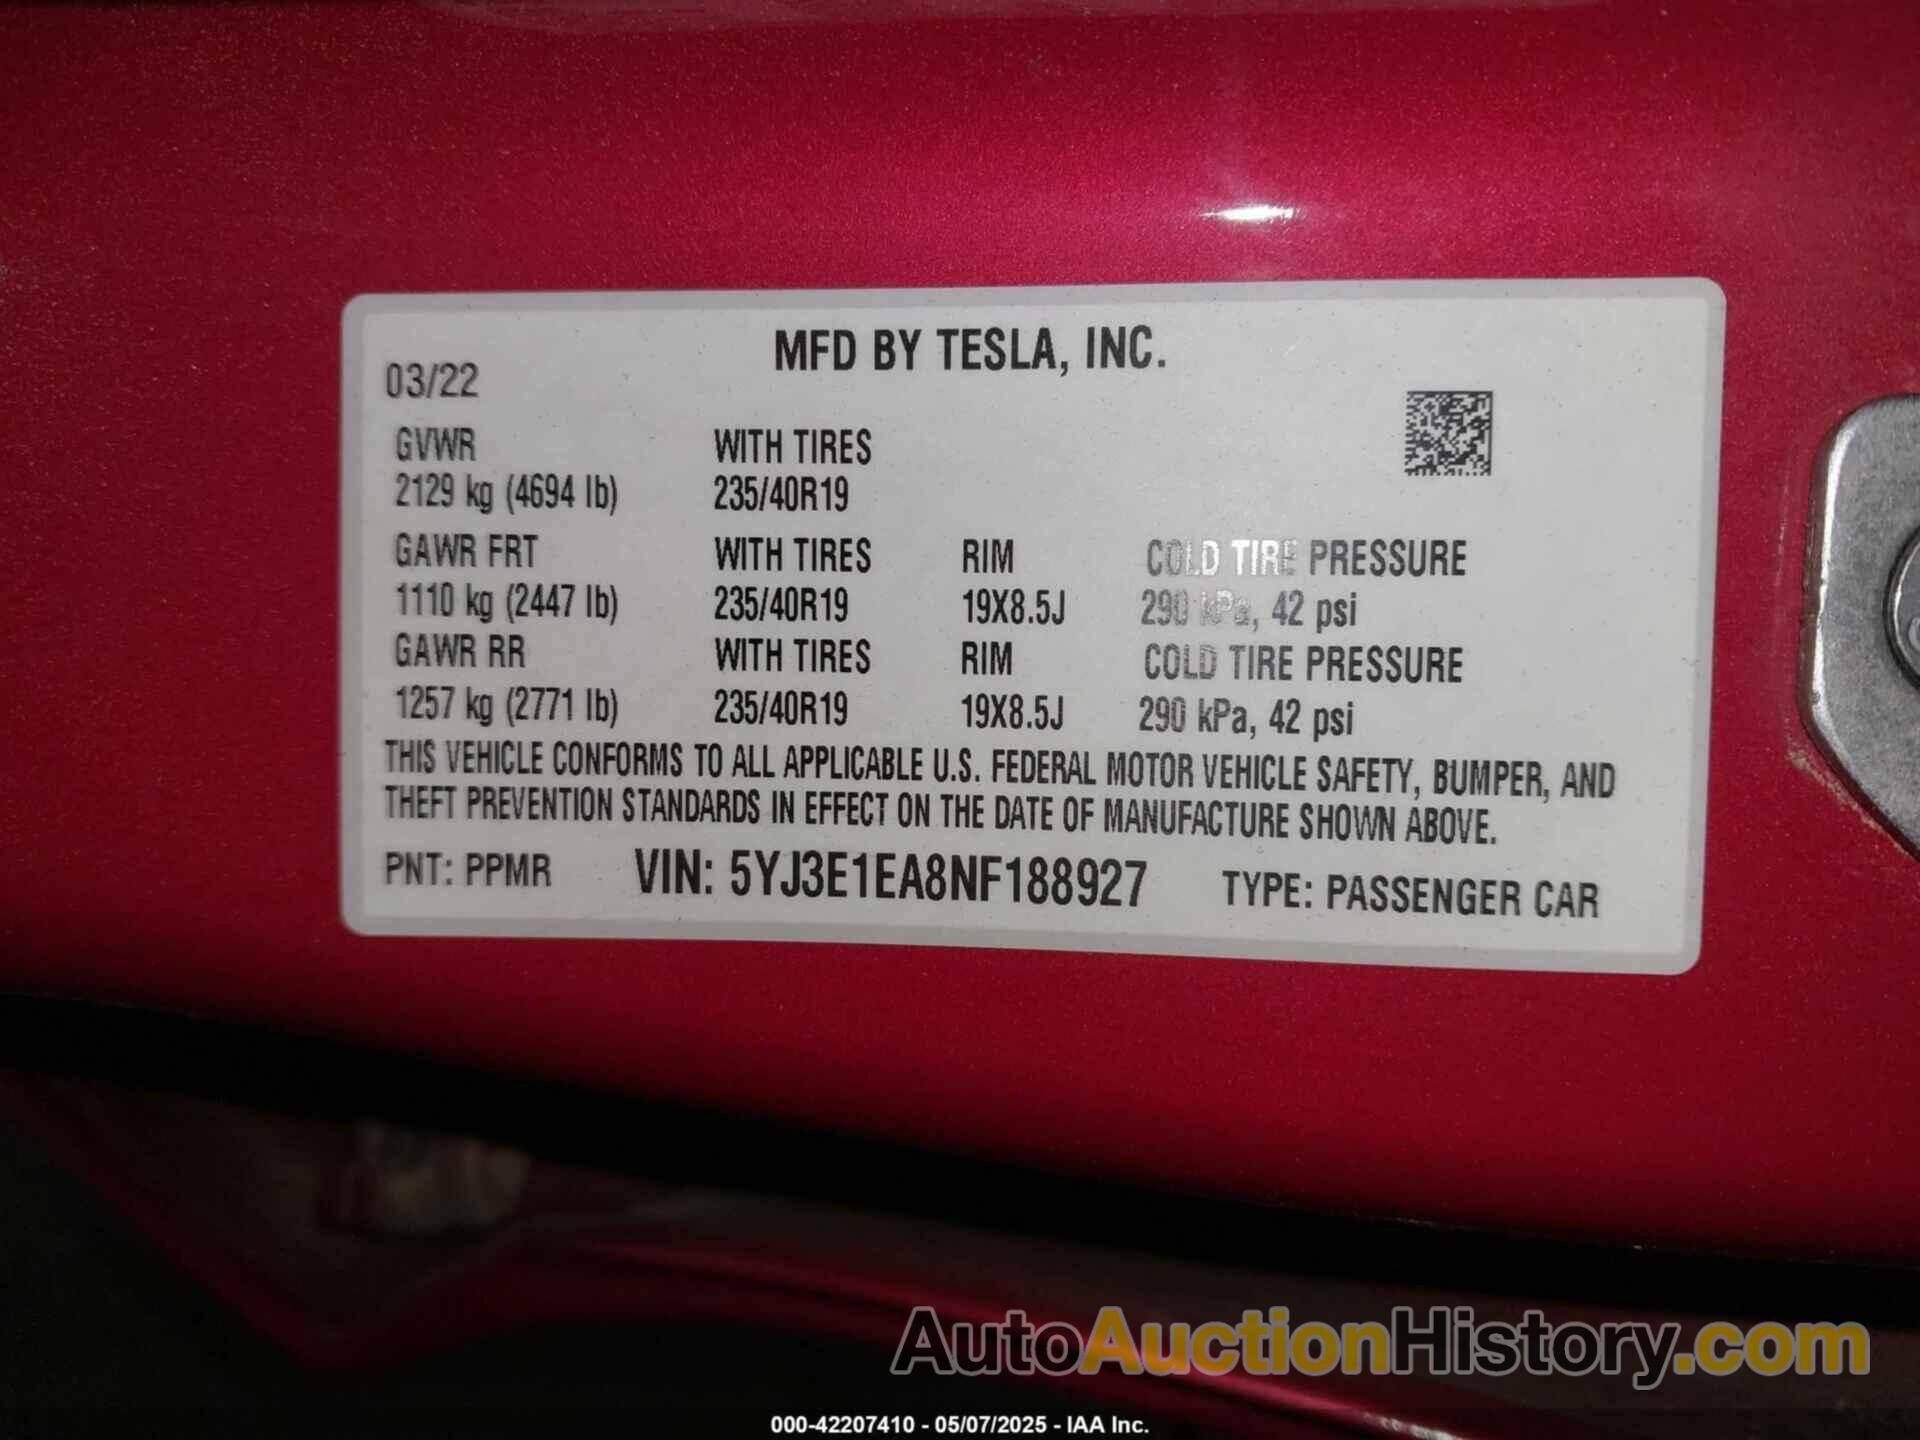 MFD BY TESLA, INC.
03/22
GVWR WITH TIRES
2129 kg (4694 lb) 235/40R19
GAWR FRT WITH TIRES RIM COLD TIRE PRESSURE
1110 kg (2447 lb) 235/40R19 19X8.5J 290 kPa, 42 psi
GAWR RR WITH TIRES RIM COLD TIRE PRESSURE
1257 kg (2771 lb) 235/40R19 19X8.5J 290 kPa, 42 psi
THIS VEHICLE CONFORMS TO ALL APPLICABLE U.S. FEDERAL MOTOR VEHICLE SAFETY, BUMPER, AND
THEFT PREVENTION STANDARDS IN EFFECT ON THE DATE OF MANUFACTURE SHOWN ABOVE.
PNT: PPMR VIN: 5YJ3E1EA8NF188927 TYPE: PASSENGER CAR
AutoAuctionHistory.com
000-42207410 - 05/07/2025 - IAA Inc.